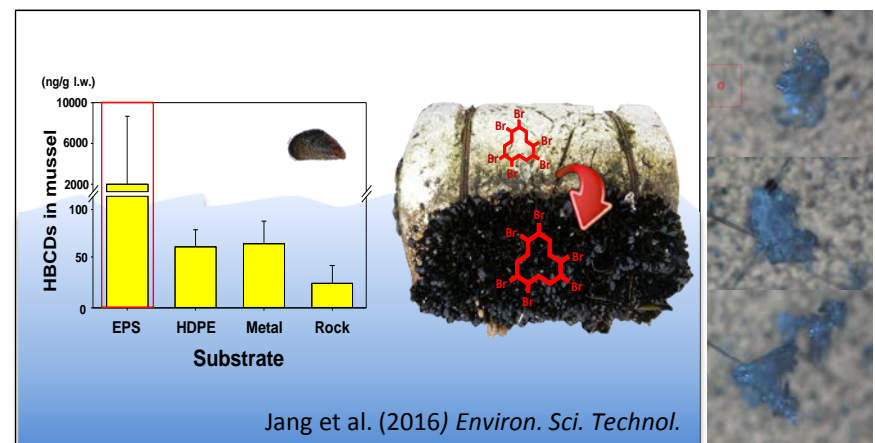 (ng/g l.w.)
10000
6000
2000
100
50
0
HBCDs in mussel
EPS HDPE Metal Rock
Substrate
Br
Br Br
Br Br
Br
Br
Br Br
Br Br
Br
Jang et al. (2016) Environ. Sci. Technol.